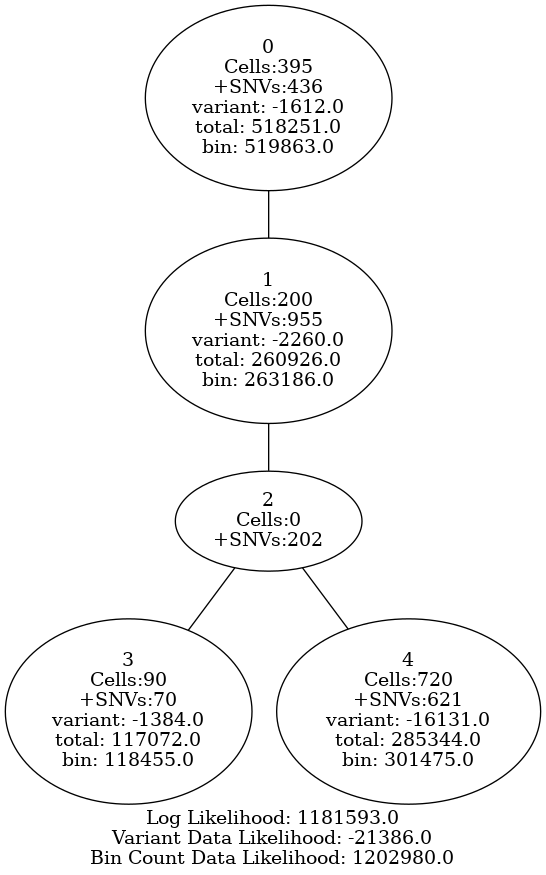 0
Cells:395
+SNVs:436
variant: -1612.0
total: 518251.0
bin: 519863.0
1
Cells:200
+SNVs:955
variant: -2260.0
total: 260926.0
bin: 263186.0
2
Cells:0
+SNVs:202
3
Cells:90
+SNVs:70
variant: -1384.0
total: 117072.0
bin: 118455.0
4
Cells:720
+SNVs:621
variant: -16131.0
total: 285344.0
bin: 301475.0
Log Likelihood: 1181593.0
Variant Data Likelihood: -21386.0
Bin Count Data Likelihood: 1202980.0